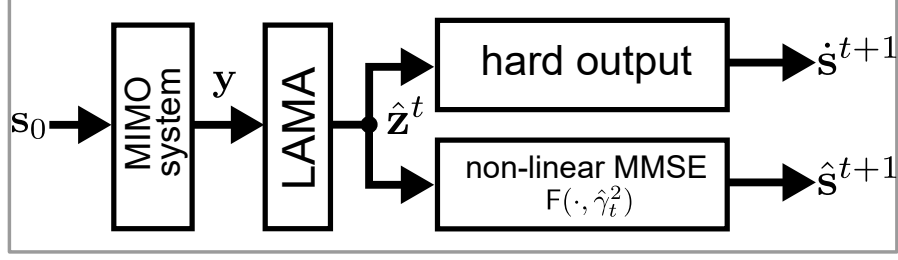 s₀
MIMO
system
y
LAMA
ẑᵗ
hard output
ṡᵗ⁺¹
non-linear MMSE
F(·, γ̂ₜ²)
ŝᵗ⁺¹